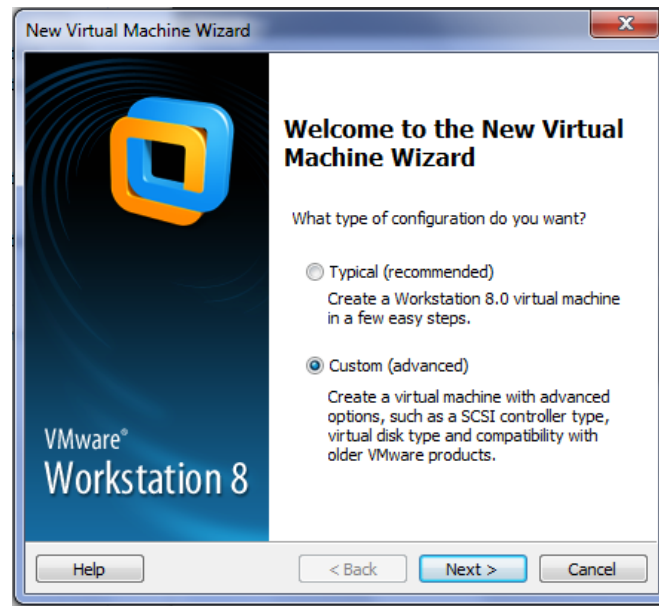 New Virtual Machine Wizard
Welcome to the New Virtual
Machine Wizard
What type of configuration do you want?
Typical (recommended)
Create a Workstation 8.0 virtual machine
in a few easy steps.
Custom (advanced)
Create a virtual machine with advanced
options, such as a SCSI controller type,
virtual disk type and compatibility with
older VMware products.
VMware®
Workstation 8
Help
< Back
Next >
Cancel